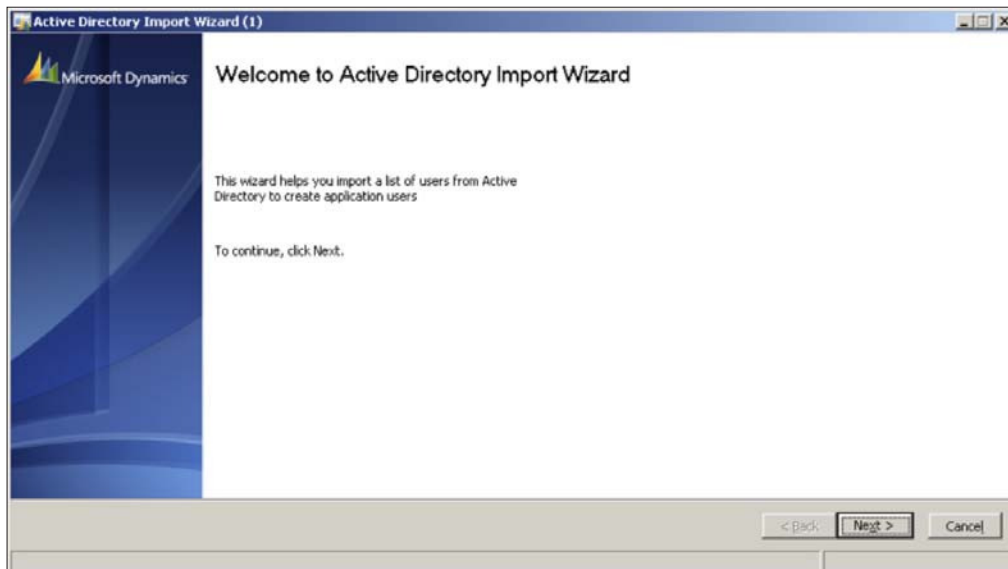 Active Directory Import Wizard (1)
Microsoft Dynamics
Welcome to Active Directory Import Wizard
This wizard helps you import a list of users from Active
Directory to create application users
To continue, click Next.
< Back
Next >
Cancel